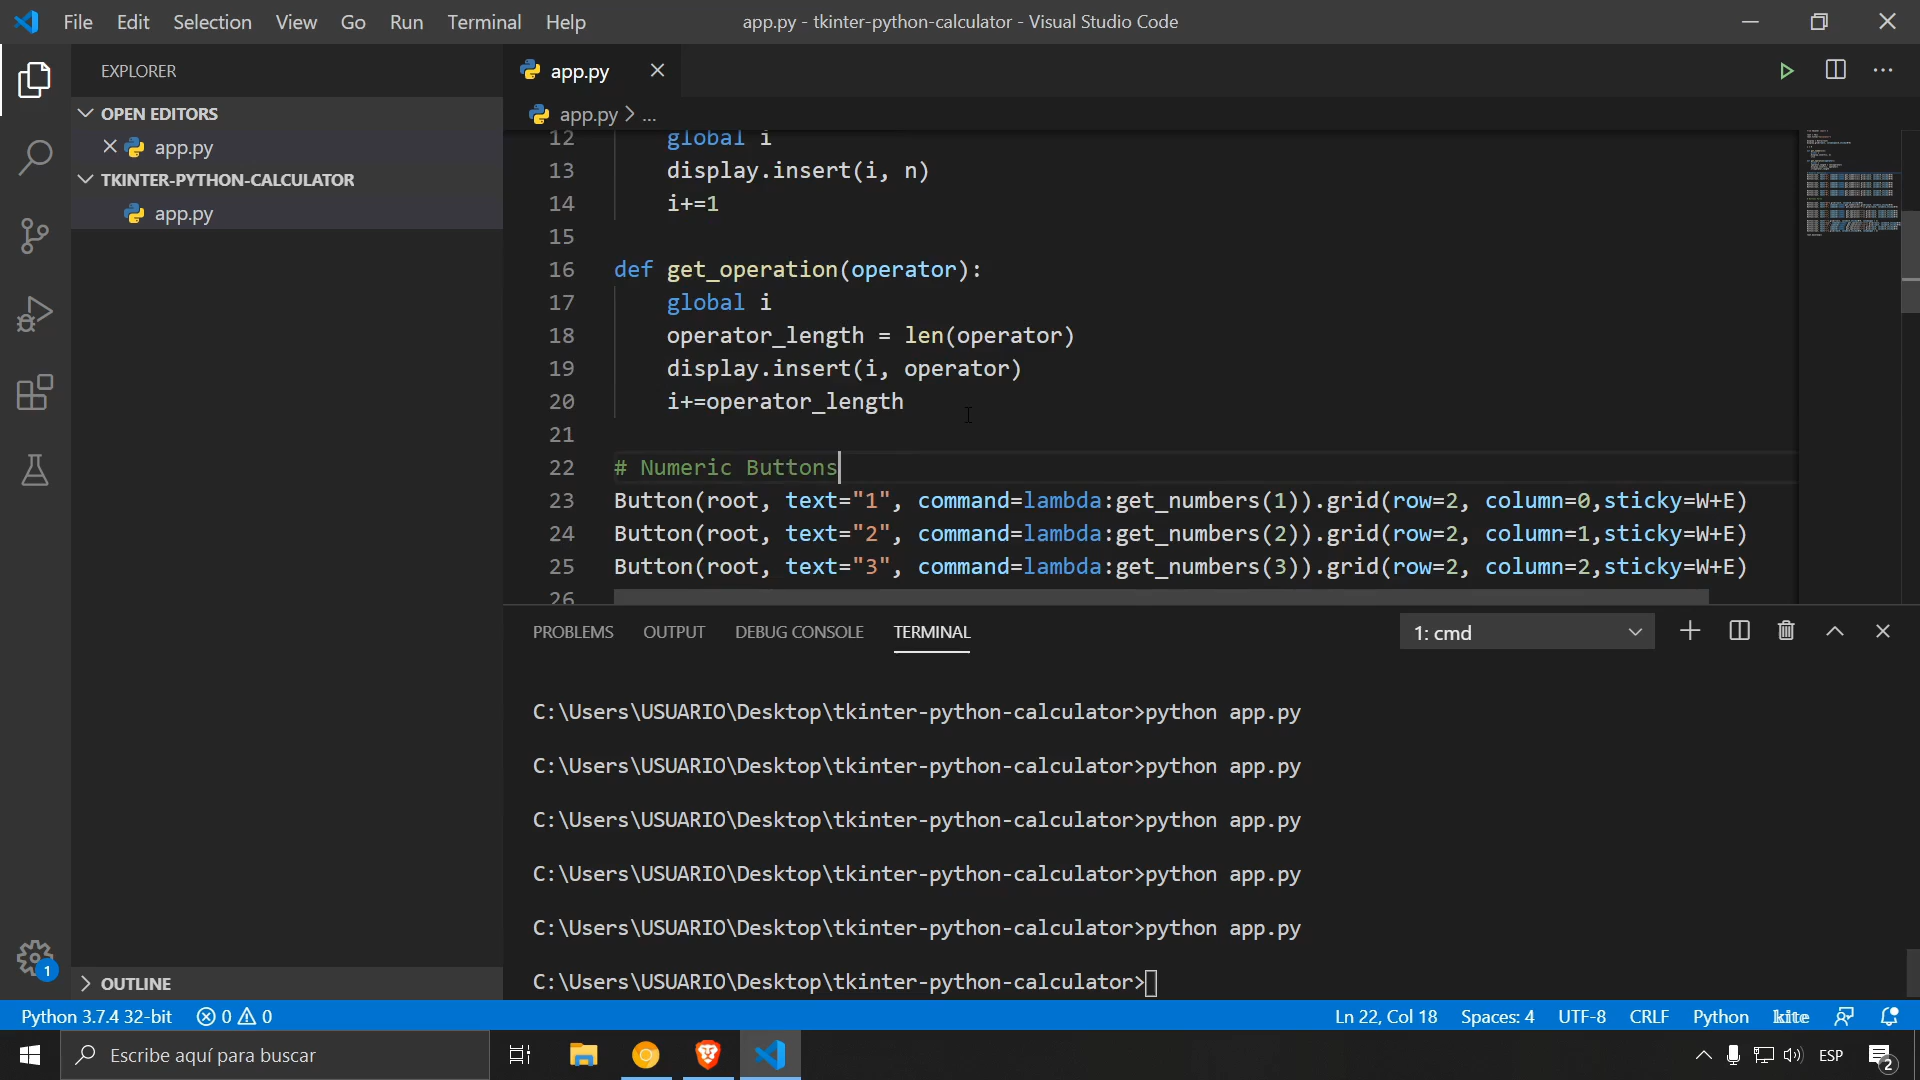 File Edit Selection View Go Run Terminal Help
app.py - tkinter-python-calculator - Visual Studio Code
EXPLORER
OPEN EDITORS
app.py
TKINTER-PYTHON-CALCULATOR
app.py
OUTLINE
app.py
app.py > ...
12 global i
13 display.insert(i, n)
14 i+=1
15
16 def get_operation(operator):
17 global i
18 operator_length = len(operator)
19 display.insert(i, operator)
20 i+=operator_length
21
22 # Numeric Buttons
23 Button(root, text="1", command=lambda:get_numbers(1)).grid(row=2, column=0,sticky=W+E)
24 Button(root, text="2", command=lambda:get_numbers(2)).grid(row=2, column=1,sticky=W+E)
25 Button(root, text="3", command=lambda:get_numbers(3)).grid(row=2, column=2,sticky=W+E)
26
PROBLEMS OUTPUT DEBUG CONSOLE TERMINAL
1: cmd
C:\Users\USUARIO\Desktop\tkinter-python-calculator>python app.py
C:\Users\USUARIO\Desktop\tkinter-python-calculator>python app.py
C:\Users\USUARIO\Desktop\tkinter-python-calculator>python app.py
C:\Users\USUARIO\Desktop\tkinter-python-calculator>python app.py
C:\Users\USUARIO\Desktop\tkinter-python-calculator>python app.py
C:\Users\USUARIO\Desktop\tkinter-python-calculator>
1
Python 3.7.4 32-bit 0 0
Ln 22, Col 18 Spaces: 4 UTF-8 CRLF Python kite
Escribe aquí para buscar
ESP
2